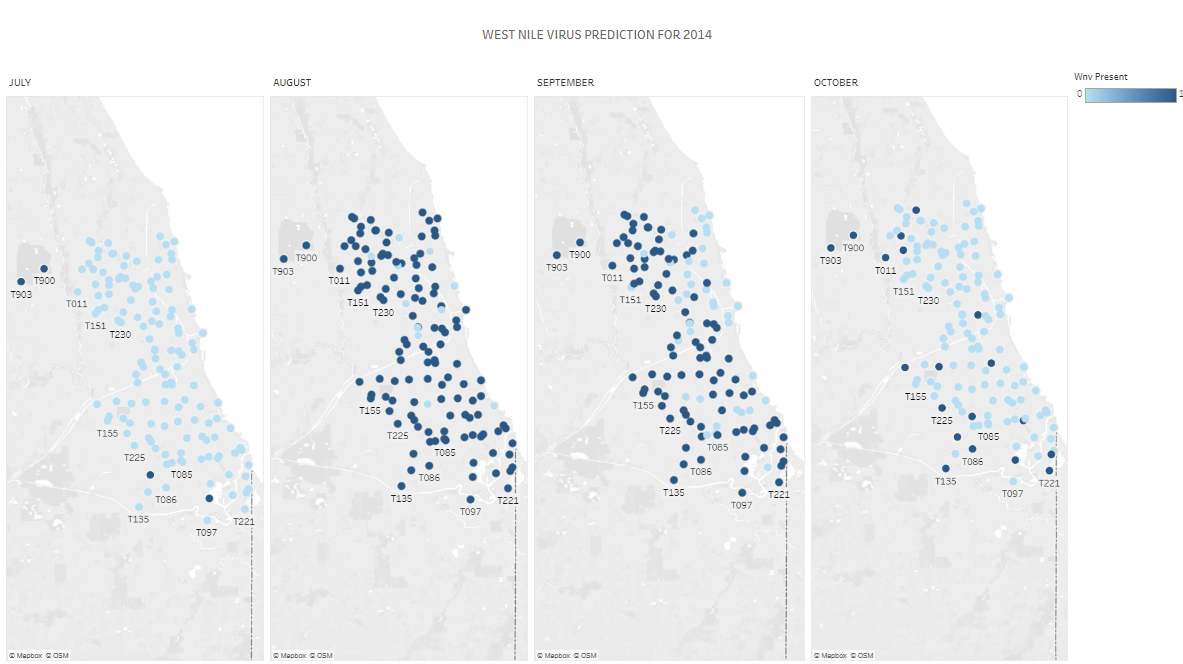 WEST NILE VIRUS PREDICTION FOR 2014
JULY
AUGUST
SEPTEMBER
OCTOBER
Wnv Present
0
1
T900
T903
T011
T151
T230
T155
T225
T085
T086
T135
T097
T221
© Mapbox © OSM
T900
T903
T011
T151
T230
T155
T225
T085
T086
T135
T097
T221
© Mapbox © OSM
T900
T903
T011
T151
T230
T155
T225
T085
T086
T135
T097
T221
© Mapbox © OSM
T900
T903
T011
T151
T230
T155
T225
T085
T086
T135
T097
T221
© Mapbox © OSM